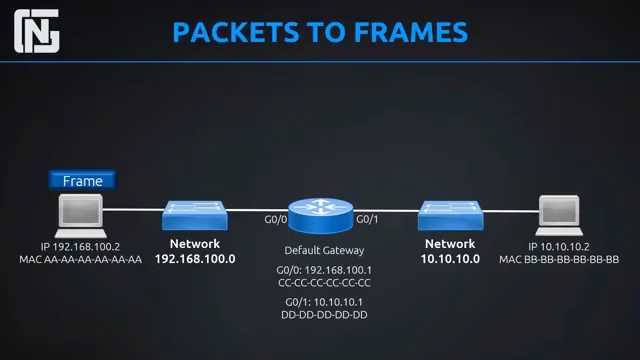 NG
PACKETS TO FRAMES
Frame
G0/0
G0/1
IP 192.168.100.2
MAC AA-AA-AA-AA-AA-AA
Network
192.168.100.0
Default Gateway
G0/0: 192.168.100.1
CC-CC-CC-CC-CC-CC
G0/1: 10.10.10.1
DD-DD-DD-DD-DD
Network
10.10.10.0
IP 10.10.10.2
MAC BB-BB-BB-BB-BB-BB